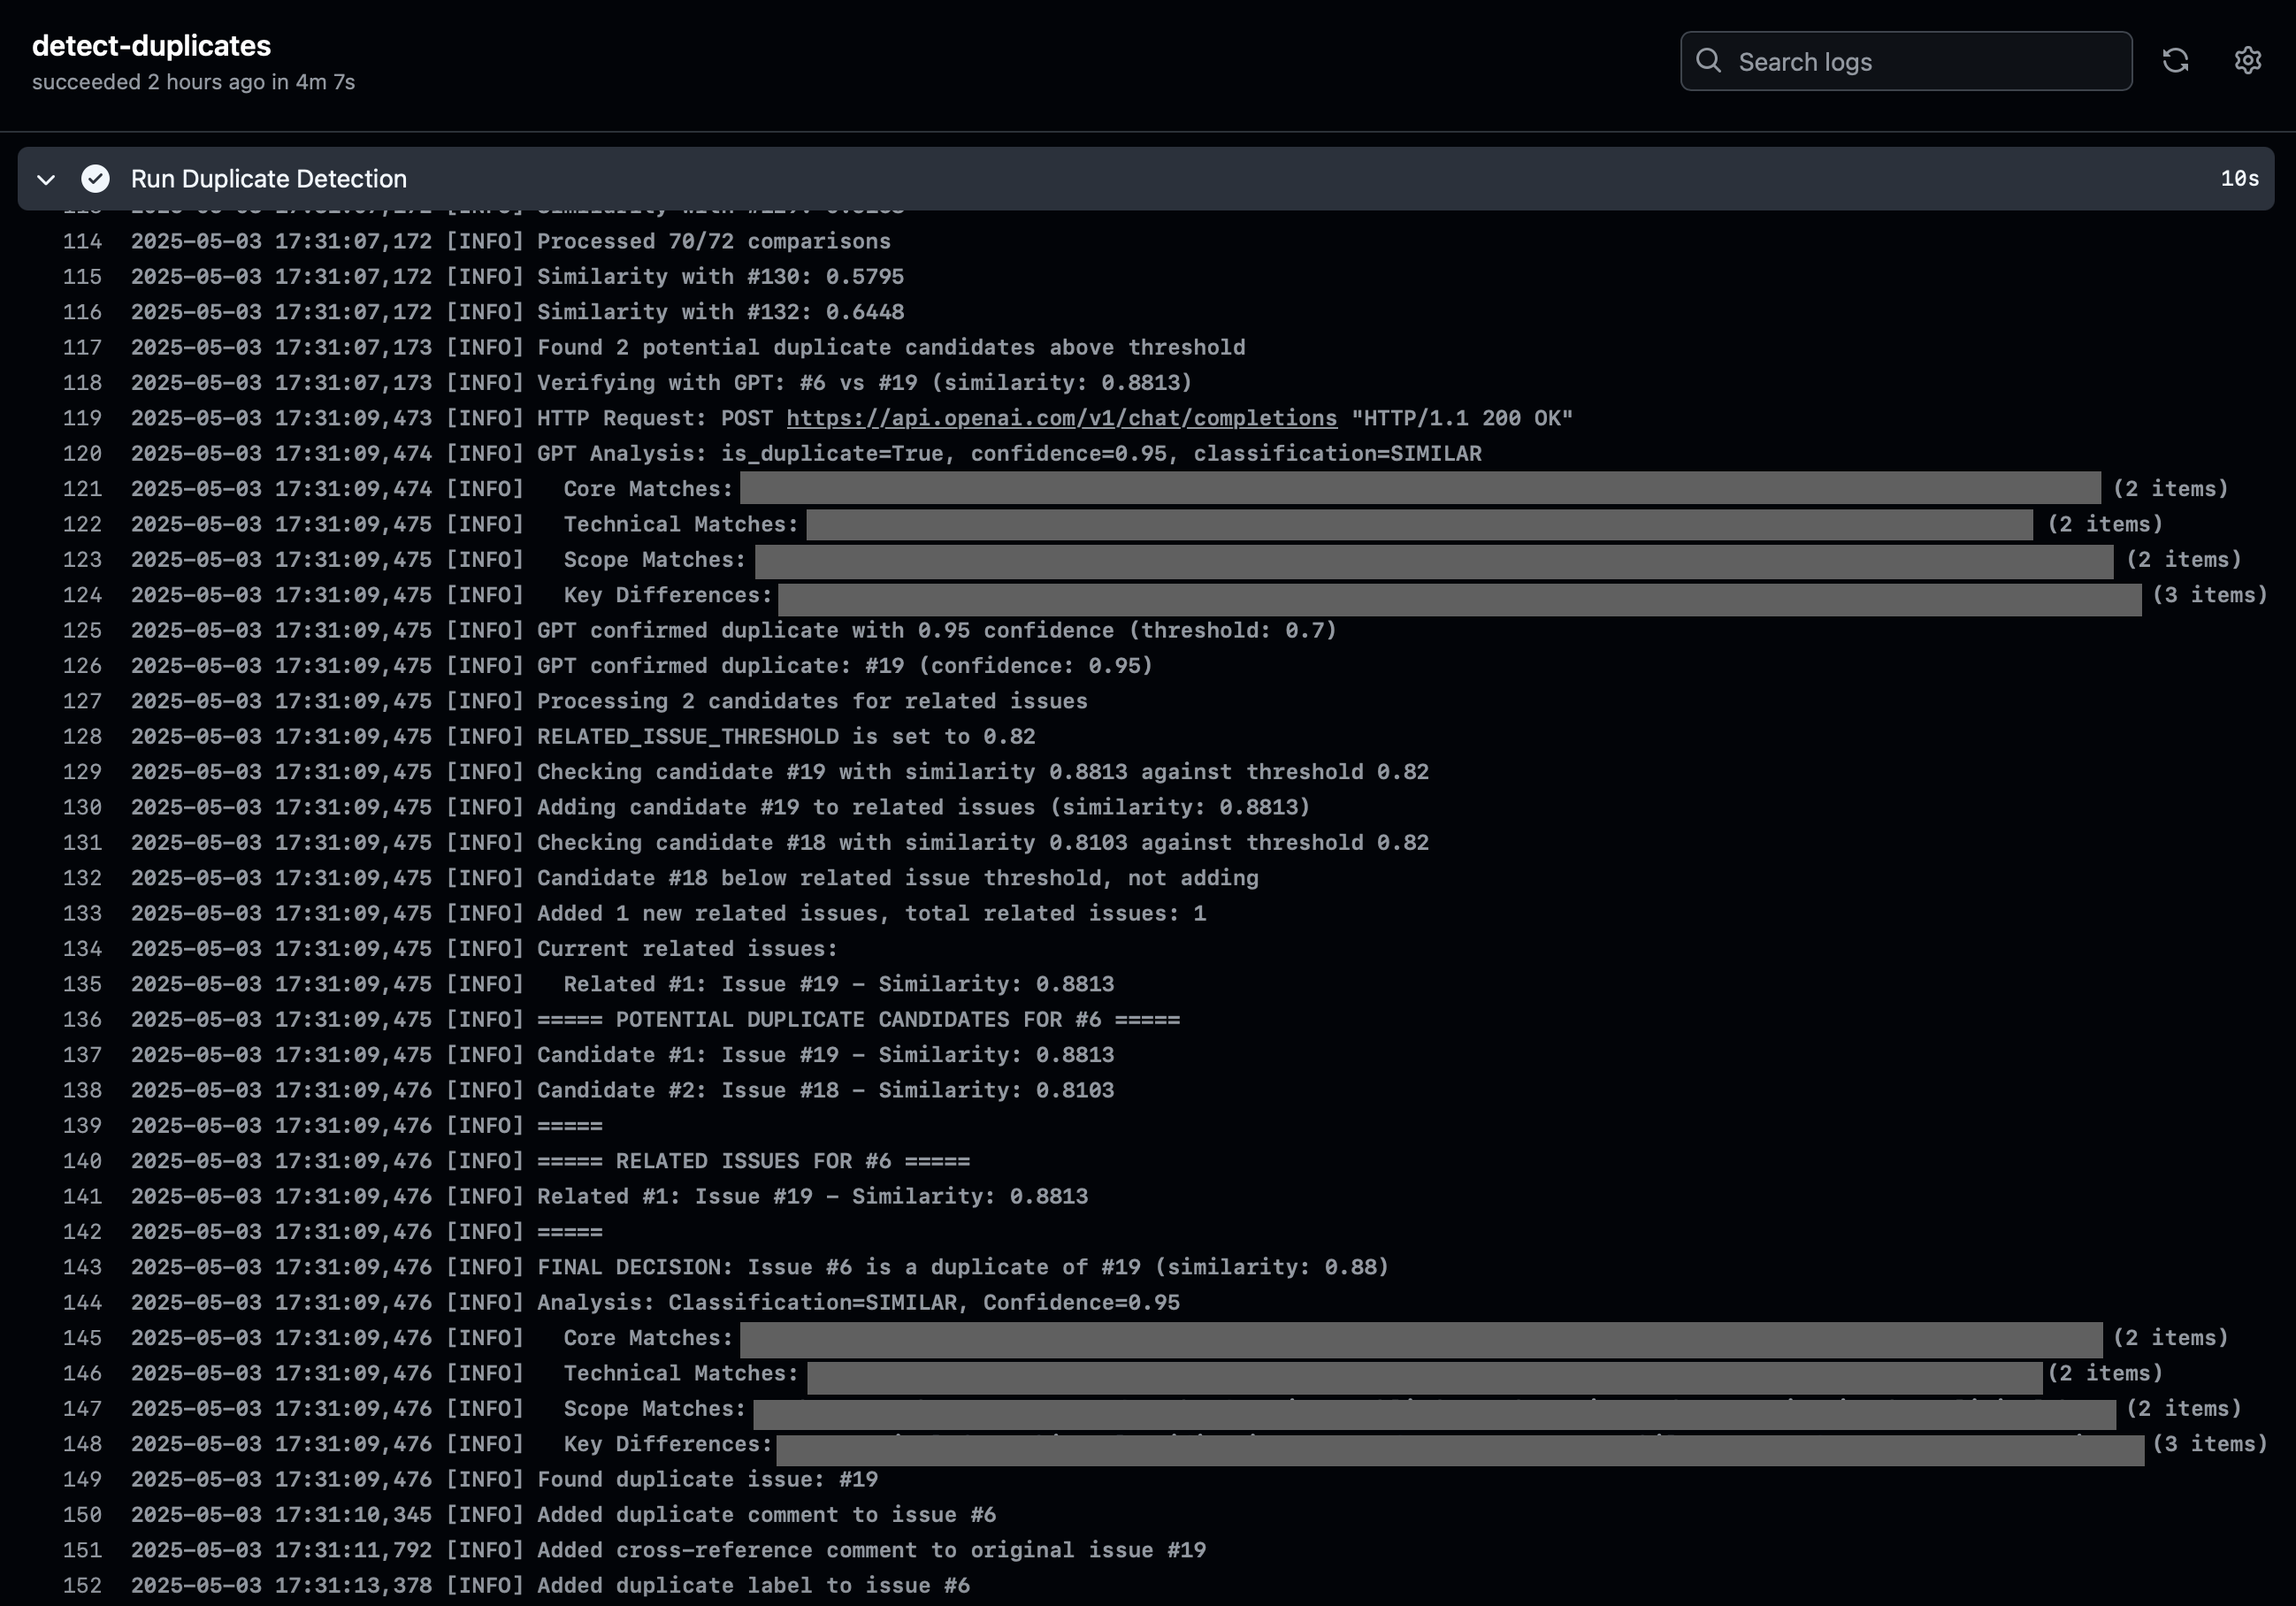 detect-duplicates
succeeded 2 hours ago in 4m 7s
Search logs
Run Duplicate Detection 10s
114 2025-05-03 17:31:07,172 [INFO] Processed 70/72 comparisons
115 2025-05-03 17:31:07,172 [INFO] Similarity with #130: 0.5795
116 2025-05-03 17:31:07,172 [INFO] Similarity with #132: 0.6448
117 2025-05-03 17:31:07,173 [INFO] Found 2 potential duplicate candidates above threshold
118 2025-05-03 17:31:07,173 [INFO] Verifying with GPT: #6 vs #19 (similarity: 0.8813)
119 2025-05-03 17:31:09,473 [INFO] HTTP Request: POST https://api.openai.com/v1/chat/completions "HTTP/1.1 200 OK"
120 2025-05-03 17:31:09,474 [INFO] GPT Analysis: is_duplicate=True, confidence=0.95, classification=SIMILAR
121 2025-05-03 17:31:09,474 [INFO] Core Matches: (2 items)
122 2025-05-03 17:31:09,475 [INFO] Technical Matches: (2 items)
123 2025-05-03 17:31:09,475 [INFO] Scope Matches: (2 items)
124 2025-05-03 17:31:09,475 [INFO] Key Differences: (3 items)
125 2025-05-03 17:31:09,475 [INFO] GPT confirmed duplicate with 0.95 confidence (threshold: 0.7)
126 2025-05-03 17:31:09,475 [INFO] GPT confirmed duplicate: #19 (confidence: 0.95)
127 2025-05-03 17:31:09,475 [INFO] Processing 2 candidates for related issues
128 2025-05-03 17:31:09,475 [INFO] RELATED_ISSUE_THRESHOLD is set to 0.82
129 2025-05-03 17:31:09,475 [INFO] Checking candidate #19 with similarity 0.8813 against threshold 0.82
130 2025-05-03 17:31:09,475 [INFO] Adding candidate #19 to related issues (similarity: 0.8813)
131 2025-05-03 17:31:09,475 [INFO] Checking candidate #18 with similarity 0.8103 against threshold 0.82
132 2025-05-03 17:31:09,475 [INFO] Candidate #18 below related issue threshold, not adding
133 2025-05-03 17:31:09,475 [INFO] Added 1 new related issues, total related issues: 1
134 2025-05-03 17:31:09,475 [INFO] Current related issues:
135 2025-05-03 17:31:09,475 [INFO] Related #1: Issue #19 - Similarity: 0.8813
136 2025-05-03 17:31:09,475 [INFO] ===== POTENTIAL DUPLICATE CANDIDATES FOR #6 =====
137 2025-05-03 17:31:09,475 [INFO] Candidate #1: Issue #19 - Similarity: 0.8813
138 2025-05-03 17:31:09,476 [INFO] Candidate #2: Issue #18 - Similarity: 0.8103
139 2025-05-03 17:31:09,476 [INFO] =====
140 2025-05-03 17:31:09,476 [INFO] ===== RELATED ISSUES FOR #6 =====
141 2025-05-03 17:31:09,476 [INFO] Related #1: Issue #19 - Similarity: 0.8813
142 2025-05-03 17:31:09,476 [INFO] =====
143 2025-05-03 17:31:09,476 [INFO] FINAL DECISION: Issue #6 is a duplicate of #19 (similarity: 0.88)
144 2025-05-03 17:31:09,476 [INFO] Analysis: Classification=SIMILAR, Confidence=0.95
145 2025-05-03 17:31:09,476 [INFO] Core Matches: (2 items)
146 2025-05-03 17:31:09,476 [INFO] Technical Matches: (2 items)
147 2025-05-03 17:31:09,476 [INFO] Scope Matches: (2 items)
148 2025-05-03 17:31:09,476 [INFO] Key Differences: (3 items)
149 2025-05-03 17:31:09,476 [INFO] Found duplicate issue: #19
150 2025-05-03 17:31:10,345 [INFO] Added duplicate comment to issue #6
151 2025-05-03 17:31:11,792 [INFO] Added cross-reference comment to original issue #19
152 2025-05-03 17:31:13,378 [INFO] Added duplicate label to issue #6